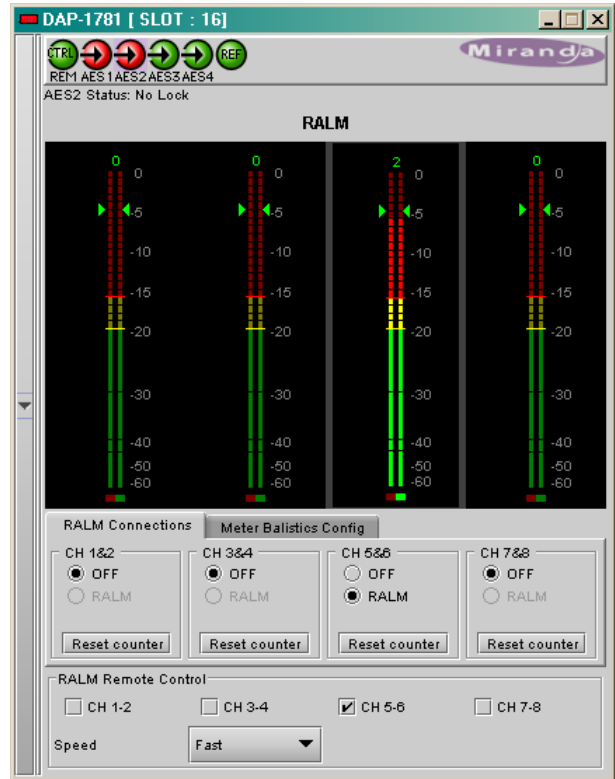 DAP-1781 [ SLOT : 16]
CTRL REF Miranda
REM AES1 AES2 AES3 AES4
AES2 Status: No Lock
RALM
0 0 2 0
0 0 0 0
-5 -5 -5 -5
-10 -10 -10 -10
-15 -15 -15 -15
-20 -20 -20 -20
-30 -30 -30 -30
-40 -40 -40 -40
-50 -50 -50 -50
-60 -60 -60 -60
RALM Connections Meter Balistics Config
CH 1&2 CH 3&4 CH 5&6 CH 7&8
OFF OFF OFF OFF
RALM RALM RALM RALM
Reset counter Reset counter Reset counter Reset counter
RALM Remote Control
CH 1-2 CH 3-4 CH 5-6 CH 7-8
Speed Fast